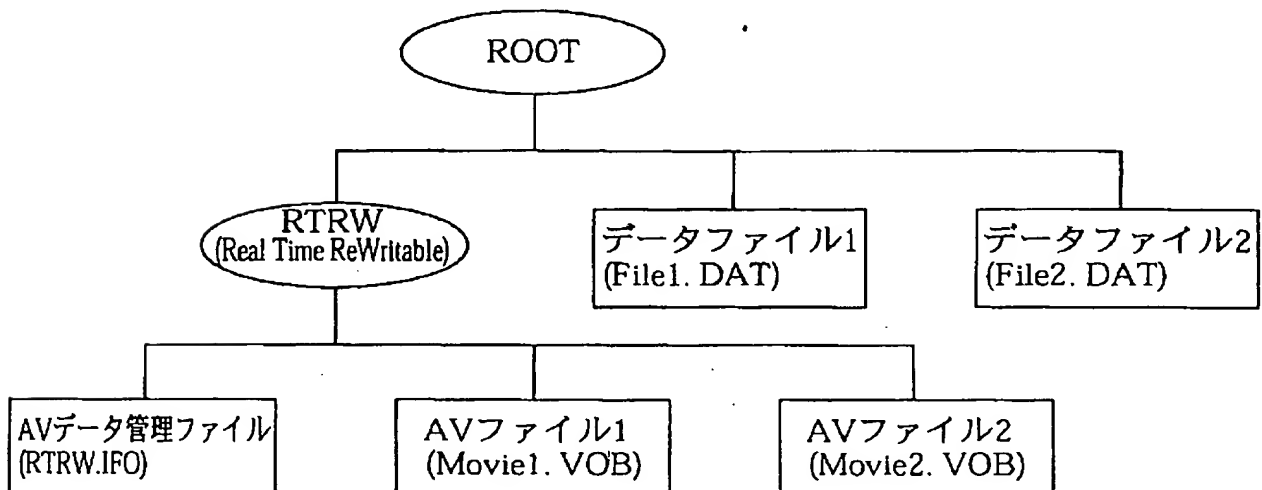 ROOT
RTRW
(Real Time ReWritable)
データファイル1
(File1. DAT)
データファイル2
(File2. DAT)
AVデータ管理ファイル
(RTRW.IFO)
AVファイル1
(Movie1. VOB)
AVファイル2
(Movie2. VOB)